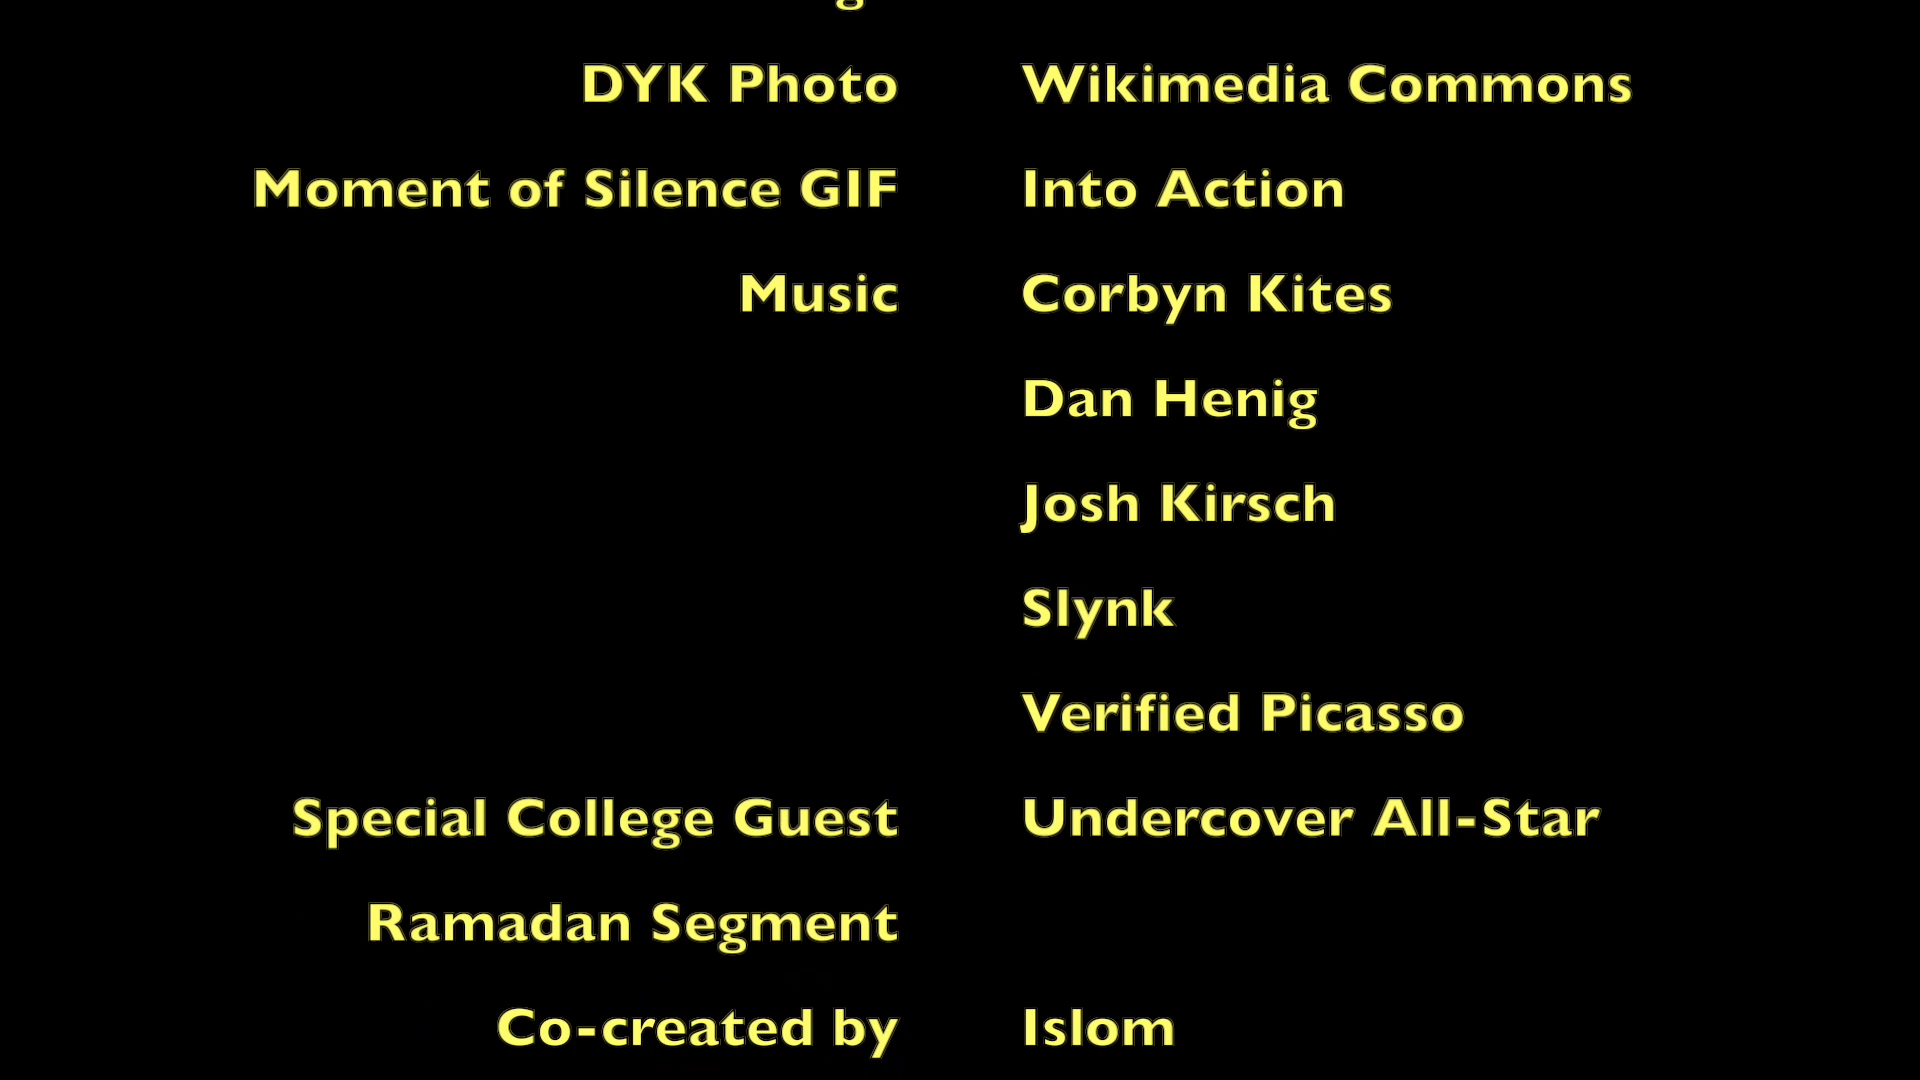 DYK Photo Wikimedia Commons
Moment of Silence GIF Into Action
Music Corbyn Kites
Dan Henig
Josh Kirsch
Slynk
Verified Picasso
Special College Guest Undercover All-Star
Ramadan Segment
Co-created by Islom